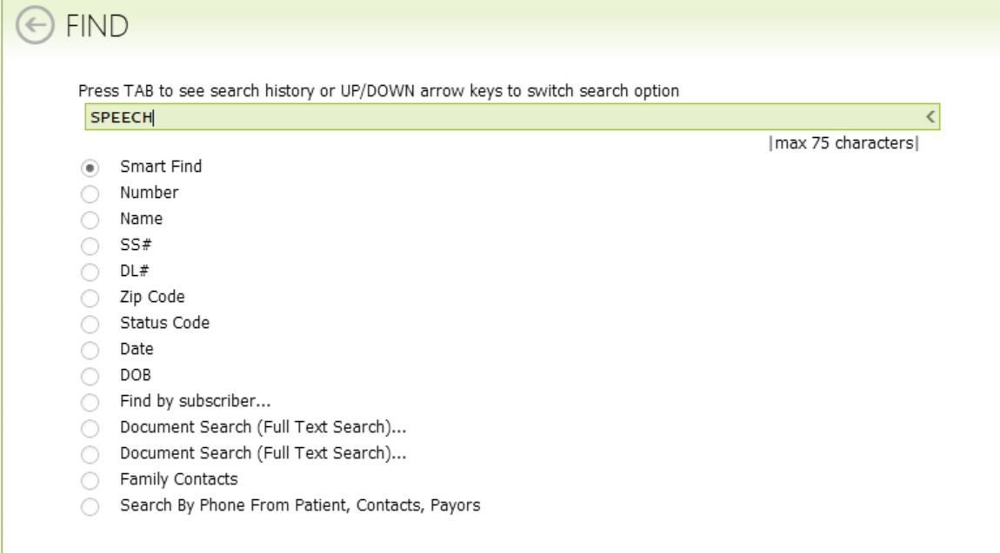 FIND
Press TAB to see search history or UP/DOWN arrow keys to switch search option
SPEECH
|max 75 characters|
Smart Find
Number
Name
SS#
DL#
Zip Code
Status Code
Date
DOB
Find by subscriber...
Document Search (Full Text Search)...
Document Search (Full Text Search)...
Family Contacts
Search By Phone From Patient, Contacts, Payors